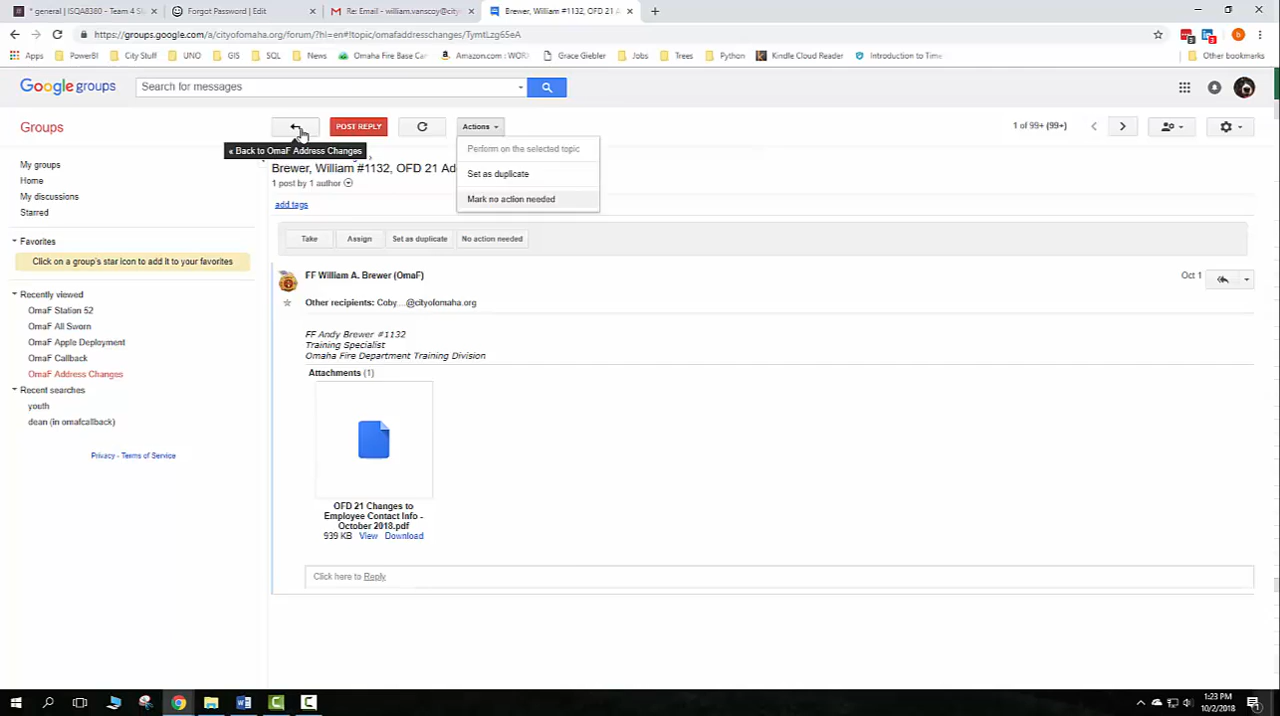 * general | ISQA8380 - Team 4 Sl
Forgot Password | Edit
Re: Email - william.vanscoy@city
Brewer, William #1132, OFD 21 A
https://groups.google.com/a/cityofomaha.org/forum/?hl=en#!topic/omafaddresschanges/TymtLzg65eA
Apps
PowerBI
City Stuff
UNO
GIS
SQL
News
Omaha Fire Base Carr
Amazon.com : WOR
Grace Giebler
Jobs
Trees
Python
Kindle Cloud Reader
Introduction to Time
Other bookmarks
Google groups
Search for messages
Groups
POST REPLY
Actions
1 of 99+ (99+)
« Back to OmaF Address Changes
Perform on the selected topic
Set as duplicate
Mark no action needed
Brewer, William #1132, OFD 21 Ad
1 post by 1 author
add tags
My groups
Home
My discussions
Starred
Favorites
Click on a group's star icon to add it to your favorites
Recently viewed
OmaF Station 52
OmaF All Sworn
OmaF Apple Deployment
OmaF Callback
OmaF Address Changes
Recent searches
youth
dean (in omafcallback)
Privacy - Terms of Service
Take
Assign
Set as duplicate
No action needed
FF William A. Brewer (OmaF)
Oct 1
Other recipients: Coby....@cityofomaha.org
FF Andy Brewer #1132
Training Specialist
Omaha Fire Department Training Division
Attachments (1)
OFD 21 Changes to
Employee Contact Info -
October 2018.pdf
939 KB View Download
Click here to Reply
1:23 PM
10/2/2018